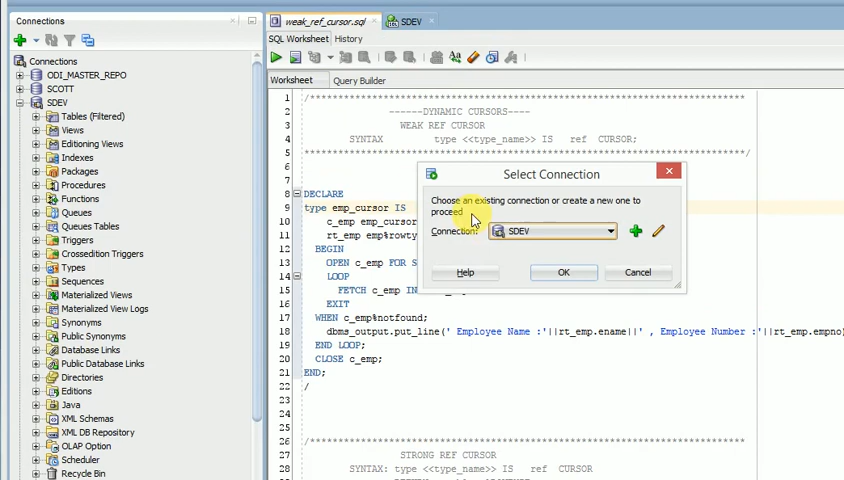 Connections
weak_ref_cursor.sql
SDEV
SQL Worksheet
History
Worksheet
Query Builder
Connections
ODI_MASTER_REPO
SCOTT
SDEV
Tables (Filtered)
Views
Editioning Views
Indexes
Packages
Procedures
Functions
Queues
Queues Tables
Triggers
Crossedition Triggers
Types
Sequences
Materialized Views
Materialized View Logs
Synonyms
Public Synonyms
Database Links
Public Database Links
Directories
Editions
Java
XML Schemas
XML DB Repository
OLAP Option
Scheduler
Recycle Bin
1 /****************************************************************************
2 ------DYNAMIC CURSORS----
3 WEAK REF CURSOR
4 SYNTAX type <<type_name>> IS ref CURSOR;
5 *****************************************************************************/
6
7
8 DECLARE
9 type emp_cursor IS
10 c_emp emp_cursor
11 rt_emp emp%rowty
12 BEGIN
13 OPEN c_emp FOR S
14 LOOP
15 FETCH c_emp IN
16 EXIT
17 WHEN c_emp%notfound;
18 dbms_output.put_line(' Employee Name :'||rt_emp.ename||' , Employee Number :'||rt_emp.empno)
19 END LOOP;
20 CLOSE c_emp;
21 END;
22 /
23
24
25
26 /****************************************************************************
27 STRONG REF CURSOR
28 SYNTAX: type <<type_name>> IS ref CURSOR
Select Connection
Choose an existing connection or create a new one to
proceed
Connection: SDEV
Help
OK
Cancel